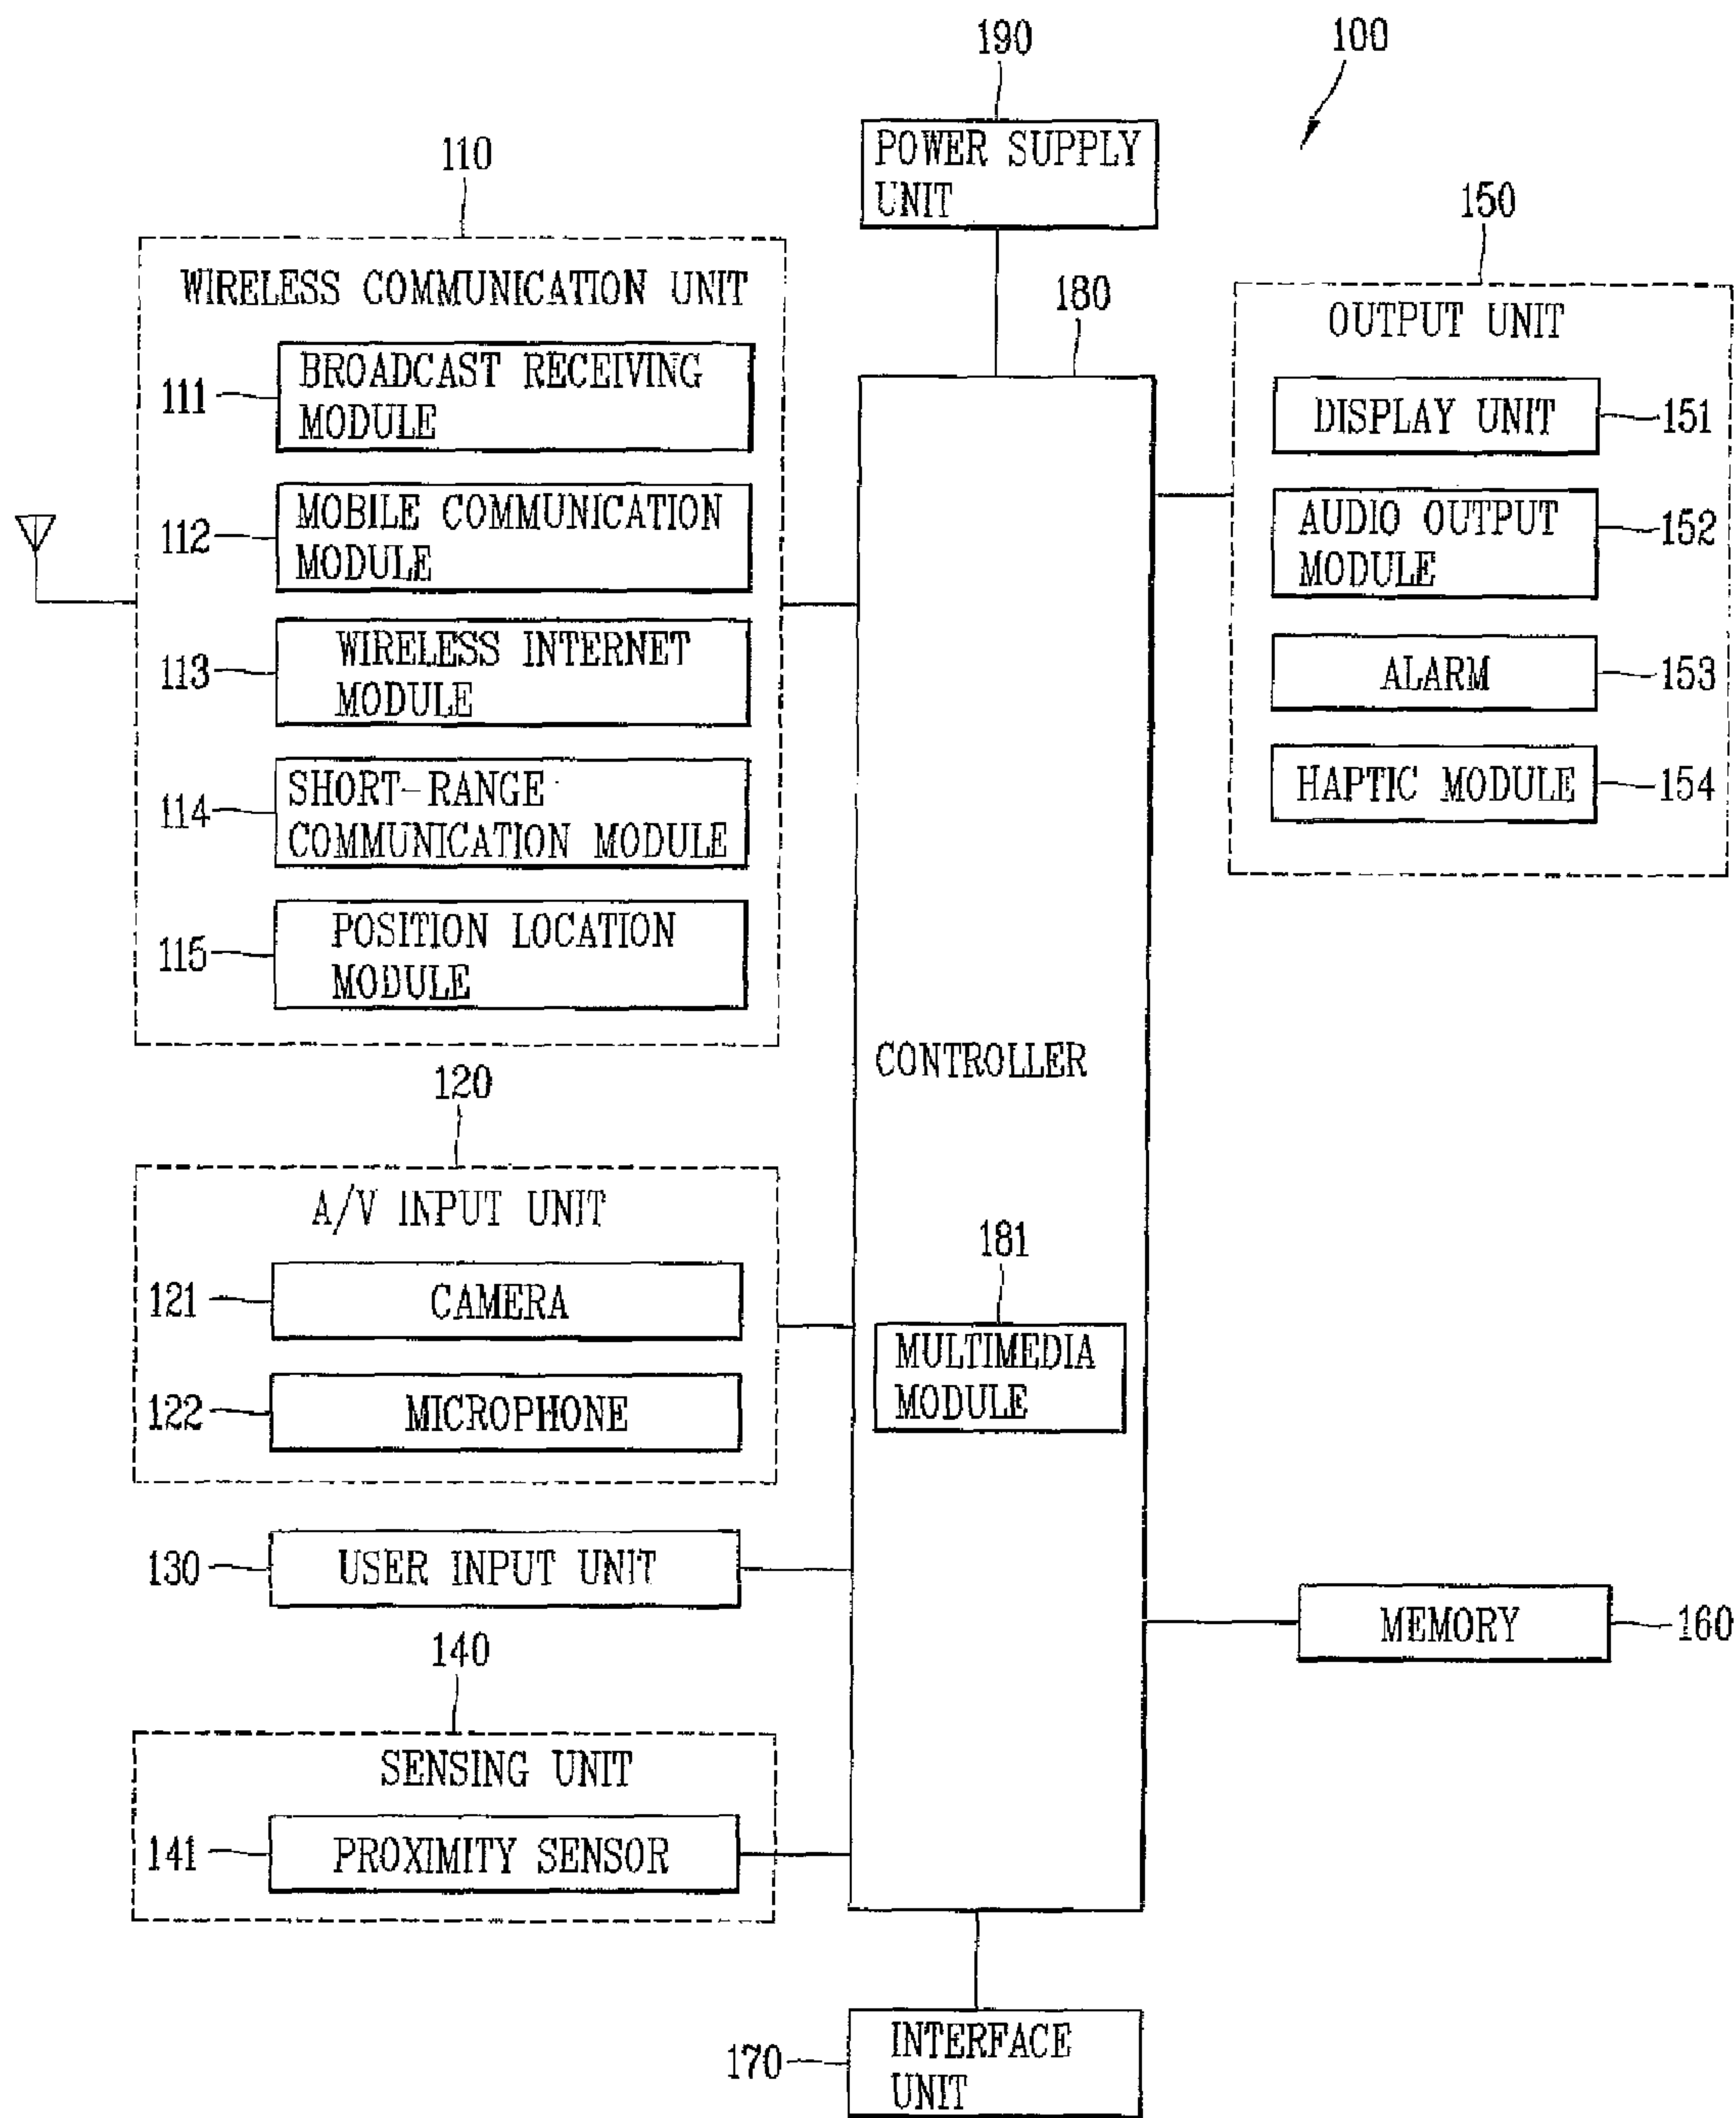 100
190
POWER SUPPLY
UNIT
110
WIRELESS COMMUNICATION UNIT
111
BROADCAST RECEIVING
MODULE
112
MOBILE COMMUNICATION
MODULE
113
WIRELESS INTERNET
MODULE
114
SHORT-RANGE
COMMUNICATION MODULE
115
POSITION LOCATION
MODULE
120
A/V INPUT UNIT
121
CAMERA
122
MICROPHONE
130
USER INPUT UNIT
140
SENSING UNIT
141
PROXIMITY SENSOR
180
CONTROLLER
181
MULTIMEDIA
MODULE
150
OUTPUT UNIT
DISPLAY UNIT
151
AUDIO OUTPUT
MODULE
152
ALARM
153
HAPTIC MODULE
154
MEMORY
160
170
INTERFACE
UNIT